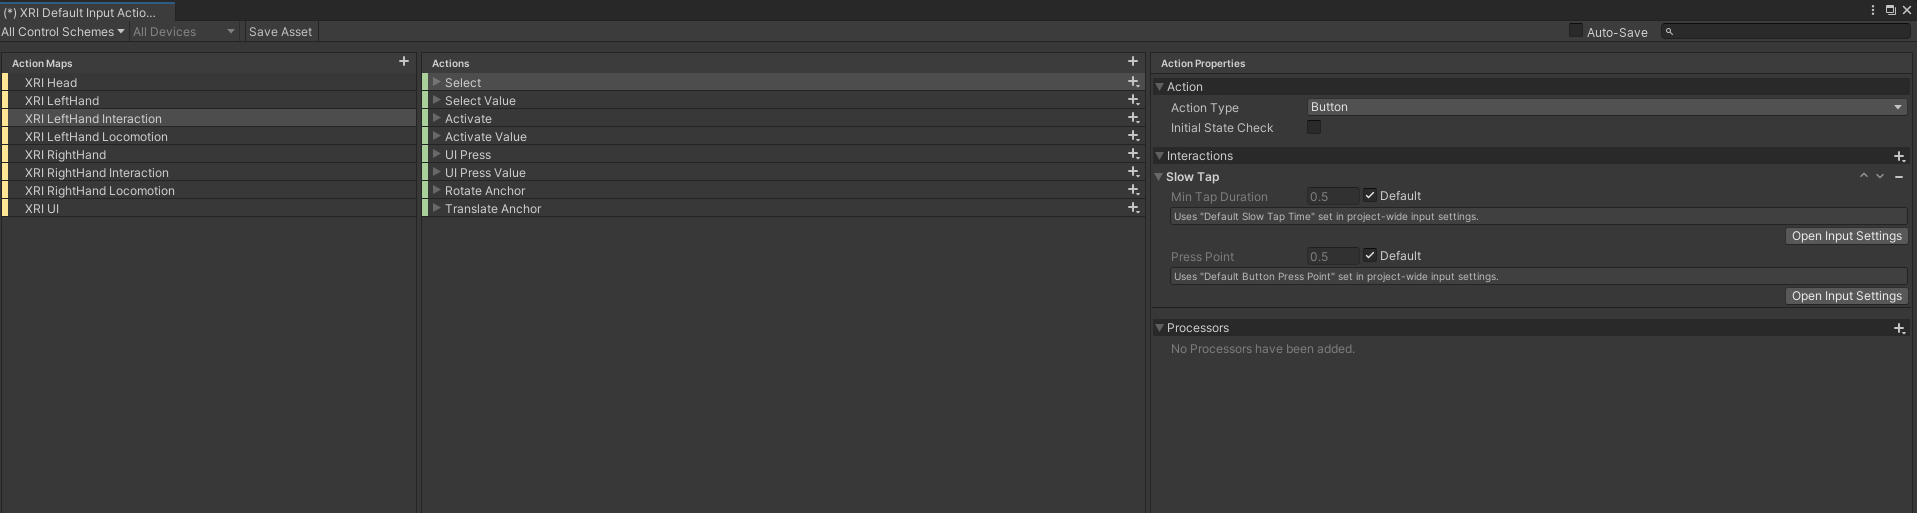 (*) XRI Default Input Actio...
All Control Schemes All Devices Save Asset Auto-Save
Action Maps
XRI Head
XRI LeftHand
XRI LeftHand Interaction
XRI LeftHand Locomotion
XRI RightHand
XRI RightHand Interaction
XRI RightHand Locomotion
XRI UI
Actions
Select
Select Value
Activate
Activate Value
UI Press
UI Press Value
Rotate Anchor
Translate Anchor
Action Properties
Action
Action Type Button
Initial State Check
Interactions
Slow Tap
Min Tap Duration 0.5 Default
Uses "Default Slow Tap Time" set in project-wide input settings.
Open Input Settings
Press Point 0.5 Default
Uses "Default Button Press Point" set in project-wide input settings.
Open Input Settings
Processors
No Processors have been added.